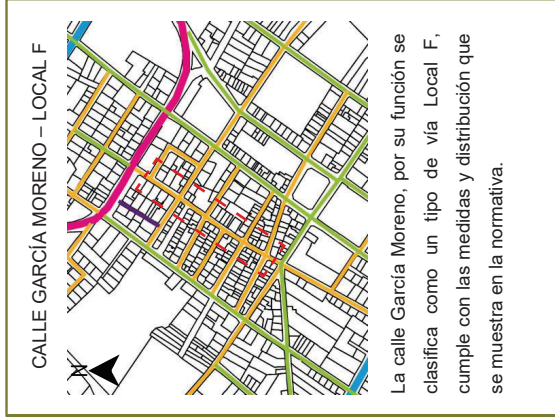 CALLE GARCÍA MORENO – LOCAL F
N
La calle García Moreno, por su función se
clasifica como un tipo de vía Local F,
cumple con las medidas y distribución que
se muestra en la normativa.